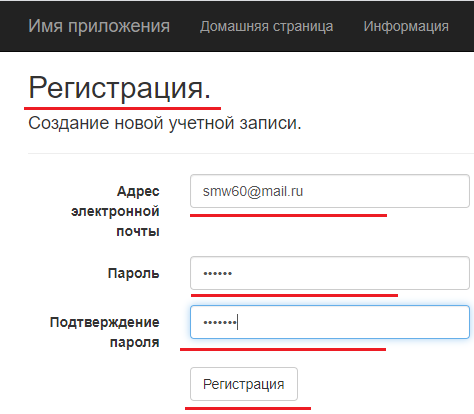 Имя приложения Домашняя страница Информация
Регистрация.
Создание новой учетной записи.
Адрес
электронной
почты
smw60@mail.ru
Пароль
••••••
Подтверждение
пароля
•••••••
Регистрация